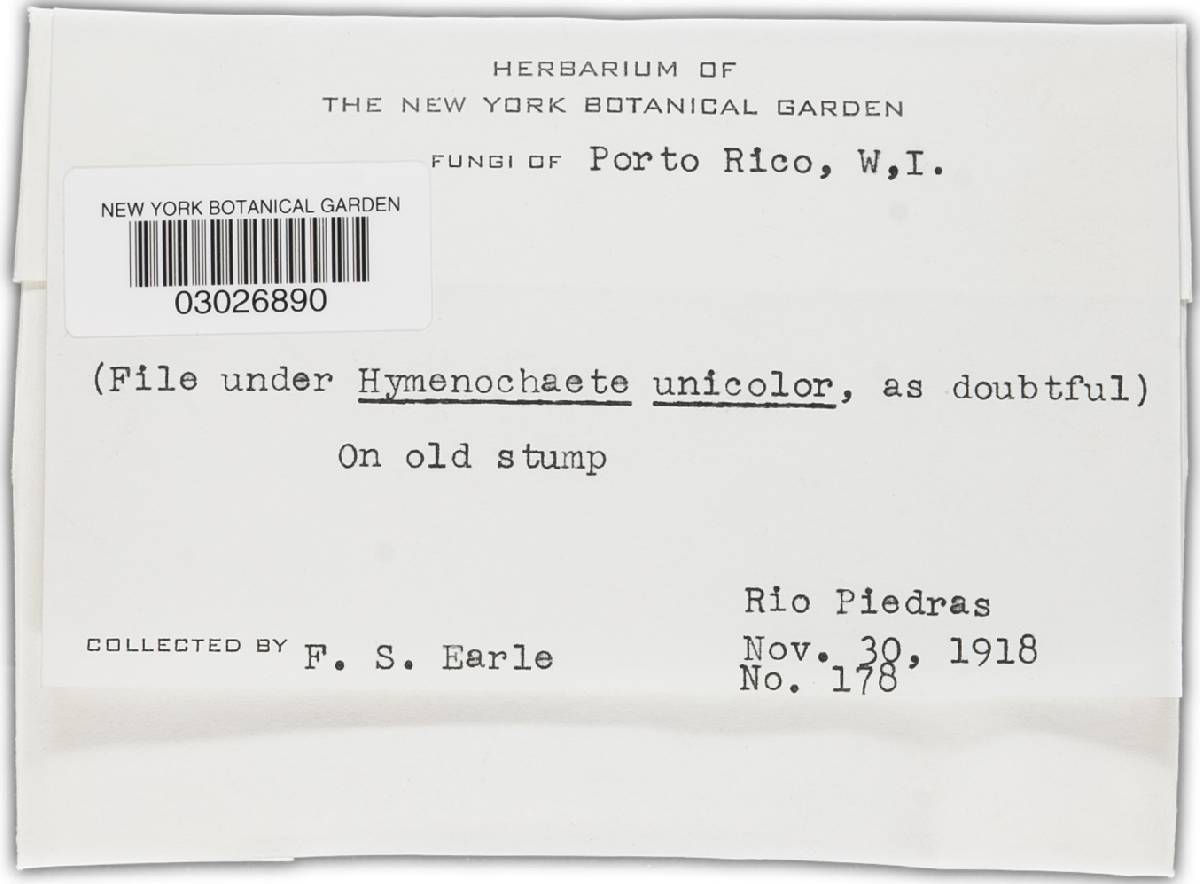 HERBARIUM OF
THE NEW YORK BOTANICAL GARDEN
FUNGI OF Porto Rico, W,I.
NEW YORK BOTANICAL GARDEN
03026890
(File under Hymenochaete unicolor, as doubtful)
On old stump
Rio Piedras
COLLECTED BY F. S. Earle
Nov. 30, 1918
No. 178